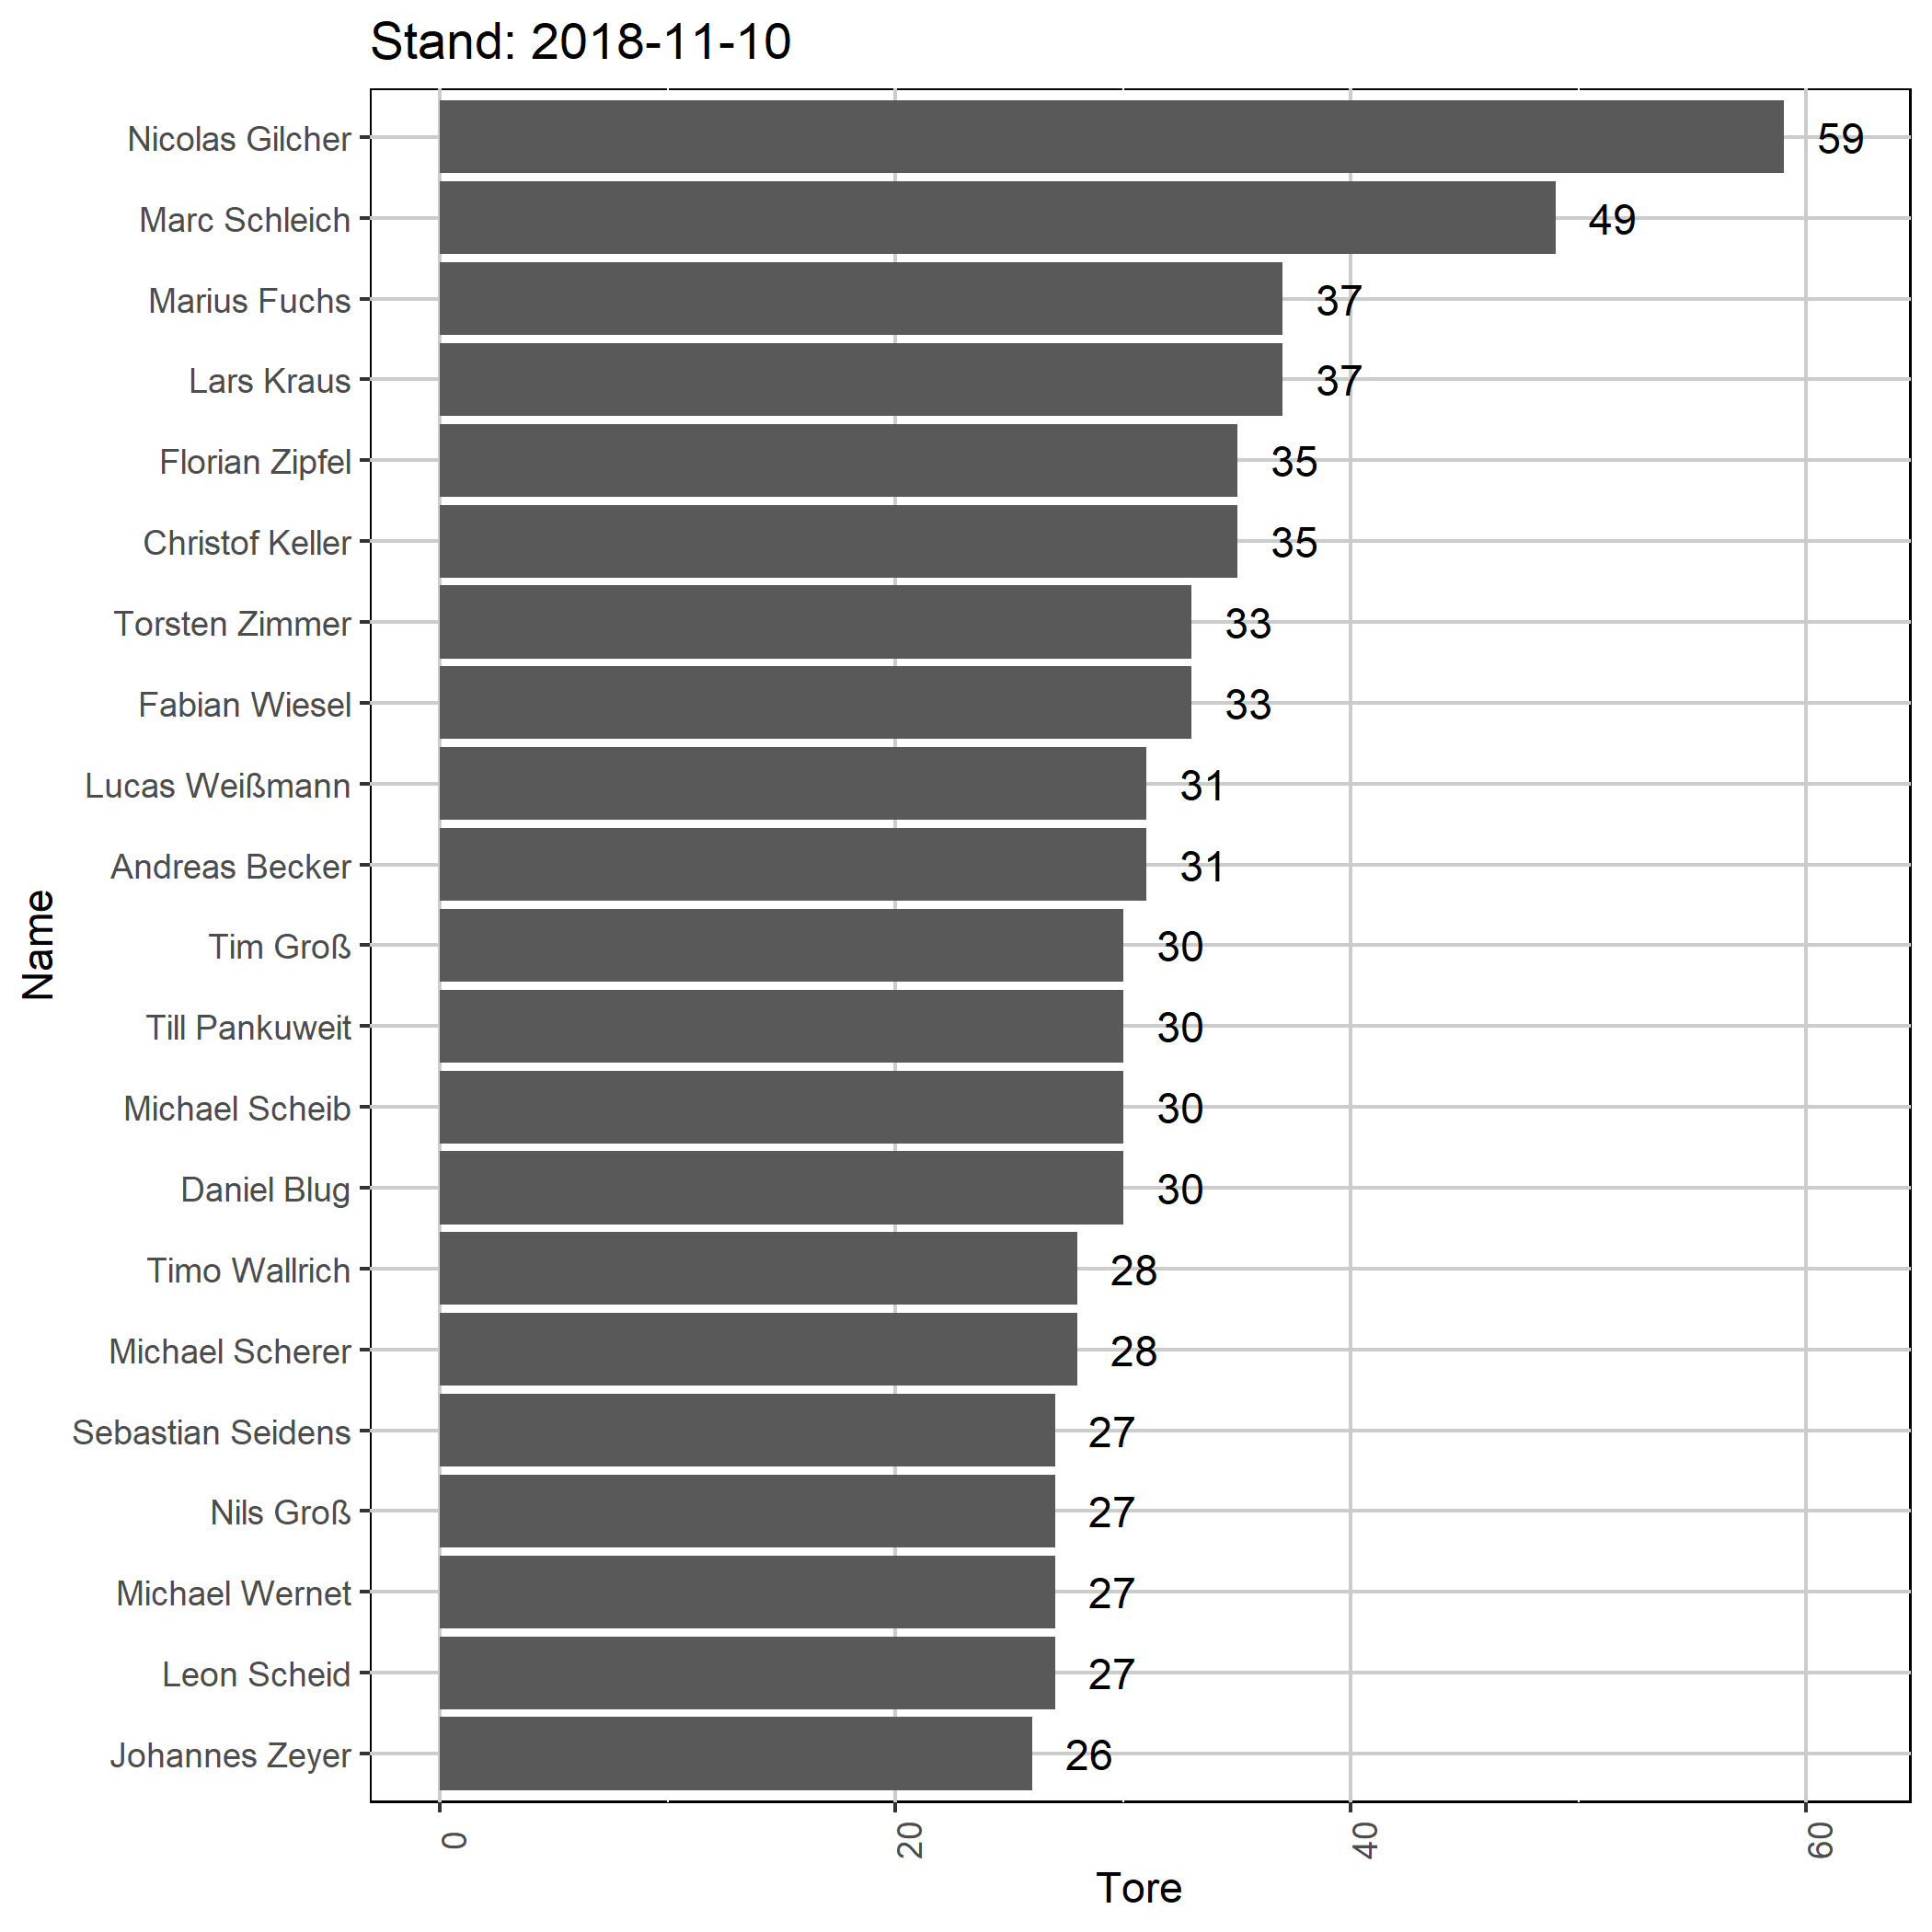 Stand: 2018-11-10
Nicolas Gilcher 59
Marc Schleich 49
Marius Fuchs 37
Lars Kraus 37
Florian Zipfel 35
Christof Keller 35
Torsten Zimmer 33
Fabian Wiesel 33
Lucas Weißmann 31
Andreas Becker 31
Name
Tim Groß 30
Till Pankuweit 30
Michael Scheib 30
Daniel Blug 30
Timo Wallrich 28
Michael Scherer 28
Sebastian Seidens 27
Nils Groß 27
Michael Wernet 27
Leon Scheid 27
Johannes Zeyer 26
0 20 40 60
Tore